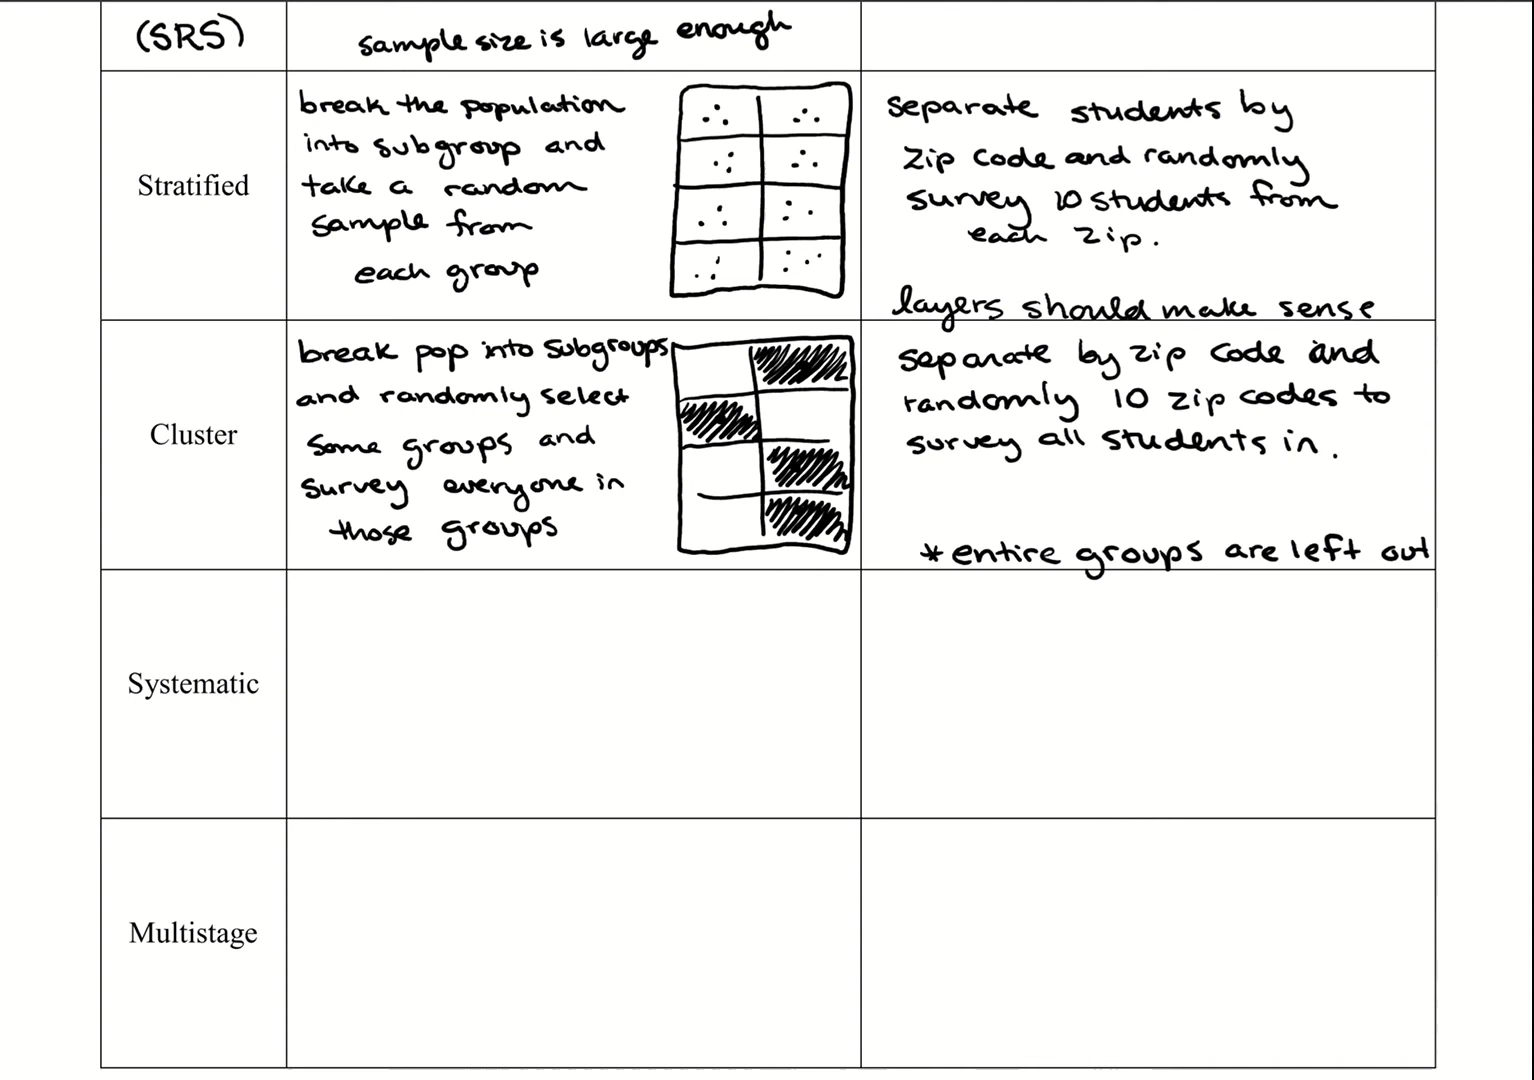 (SRS)
sample size is large enough
Stratified
break the population
into subgroup and
take a random
sample from
each group
separate students by
zip code and randomly
survey 10 students from
each zip.
layers should make sense
Cluster
break pop into subgroups
and randomly select
some groups and
survey everyone in
those groups
separate by zip code and
randomly 10 zip codes to
survey all students in.
*entire groups are left out
Systematic
Multistage